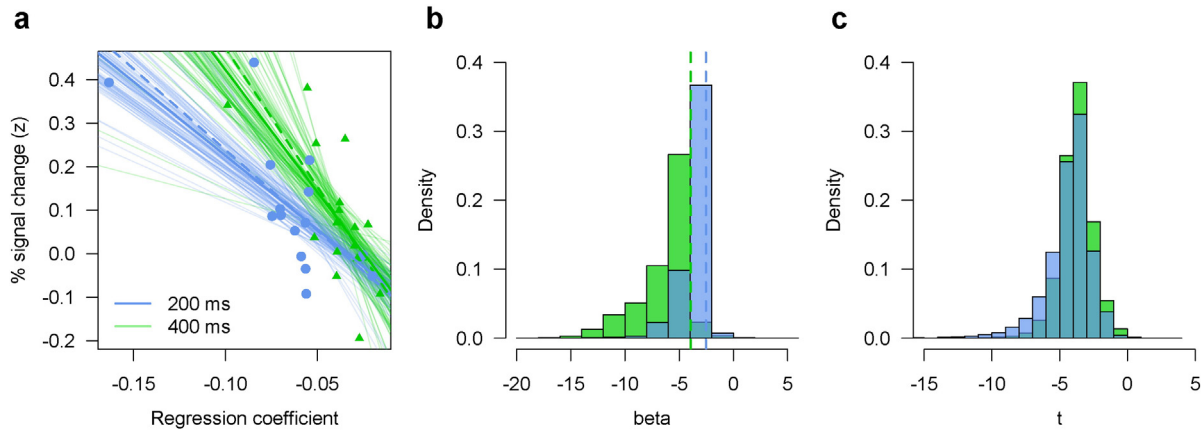 a
b
c
0.4
0.3
0.2
0.1
0.0
-0.1
-0.2
% signal change (z)
200 ms
400 ms
-0.15 -0.10 -0.05
Regression coefficient
0.4
0.3
0.2
0.1
0.0
Density
-20 -15 -10 -5 0 5
beta
0.4
0.3
0.2
0.1
0.0
Density
-15 -10 -5 0 5
t